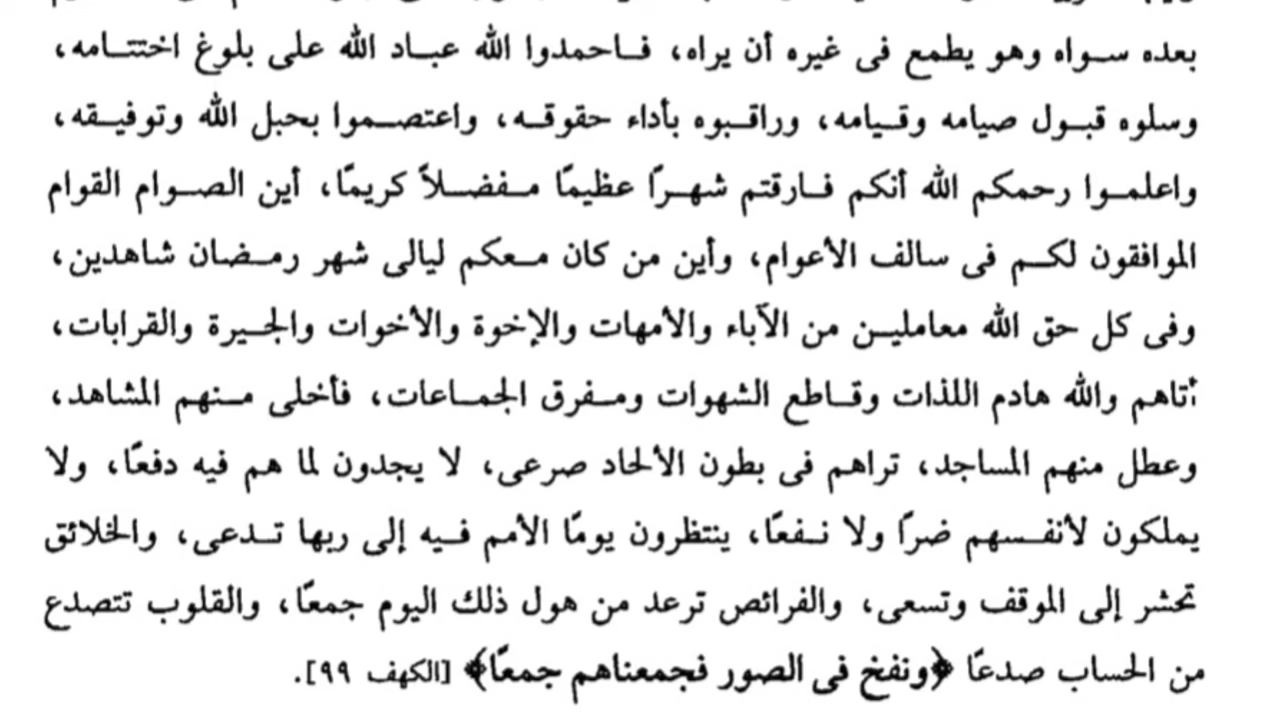 بعده سواه وهو يطمع فى غيره أن يراه، فاحمدوا الله عباد الله على بلوغ اختتامه،
وسلوه قبول صيامه وقيامه، وراقبوه بأداء حقوقه، واعتصموا بحبل الله وتوفيقه،
واعلموا رحمكم الله أنكم فارقتم شهرًا عظيمًا مفضلاً كريمًا، أين الصوام القوام
الموافقون لكم فى سالف الأعوام، وأين من كان معكم ليالى شهر رمضان شاهدين،
وفى كل حق الله معاملين من الآباء والأمهات والإخوة والأخوات والجيرة والقرابات،
أتاهم والله هادم اللذات وقاطع الشهوات ومفرق الجماعات، فأخلى منهم المشاهد،
وعطل منهم المساجد، تراهم فى بطون الألحاد صرعى، لا يجدون لما هم فيه دفعًا، ولا
يملكون لأنفسهم ضرًا ولا نفعًا، ينتظرون يومًا الأمم فيه إلى ربها تدعى، والخلائق
تحشر إلى الموقف وتسعى، والفرائص ترعد من هول ذلك اليوم جمعًا، والقلوب تتصدع
من الحساب صدعًا ﴿ونفخ فى الصور فجمعناهم جمعًا﴾ [الكهف ٩٩].